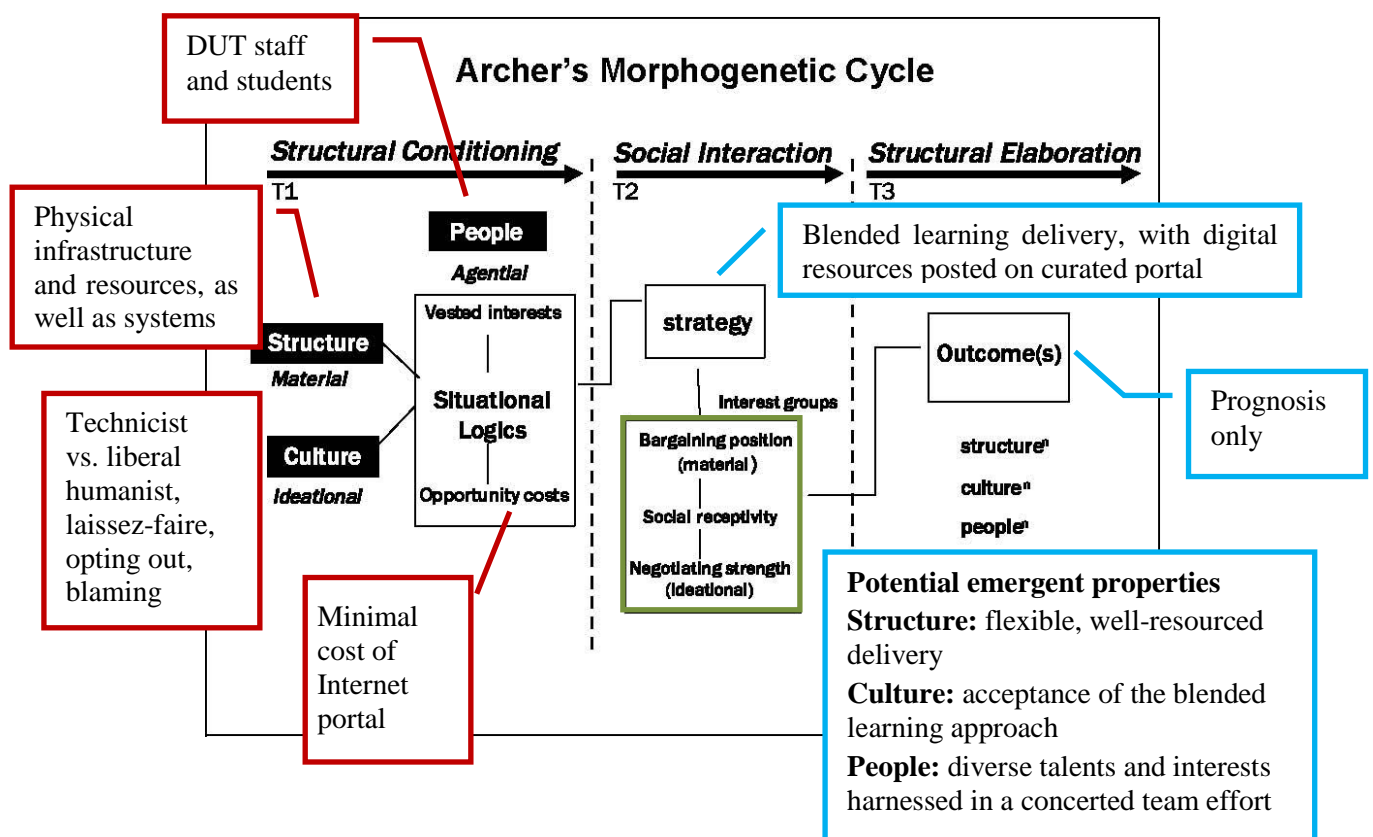 DUT staff
and students
Archer's Morphogenetic Cycle
Structural Conditioning
Social Interaction
Structural Elaboration
T1
T2
T3
Physical
infrastructure
and resources, as
well as systems
People
Agential
Blended learning delivery, with digital
resources posted on curated portal
Structure
Material
Culture
Ideational
Vested interests
Situational
Logics
Opportunity costs
strategy
Interest groups
Bargaining position
(material)
Social receptivity
Negotiating strength
(ideational)
Outcome(s)
structureⁿ
cultureⁿ
peopleⁿ
Prognosis
only
Technicist
vs. liberal
humanist,
laissez-faire,
opting out,
blaming
Minimal
cost of
Internet
portal
Potential emergent properties
Structure: flexible, well-resourced
delivery
Culture: acceptance of the blended
learning approach
People: diverse talents and interests
harnessed in a concerted team effort